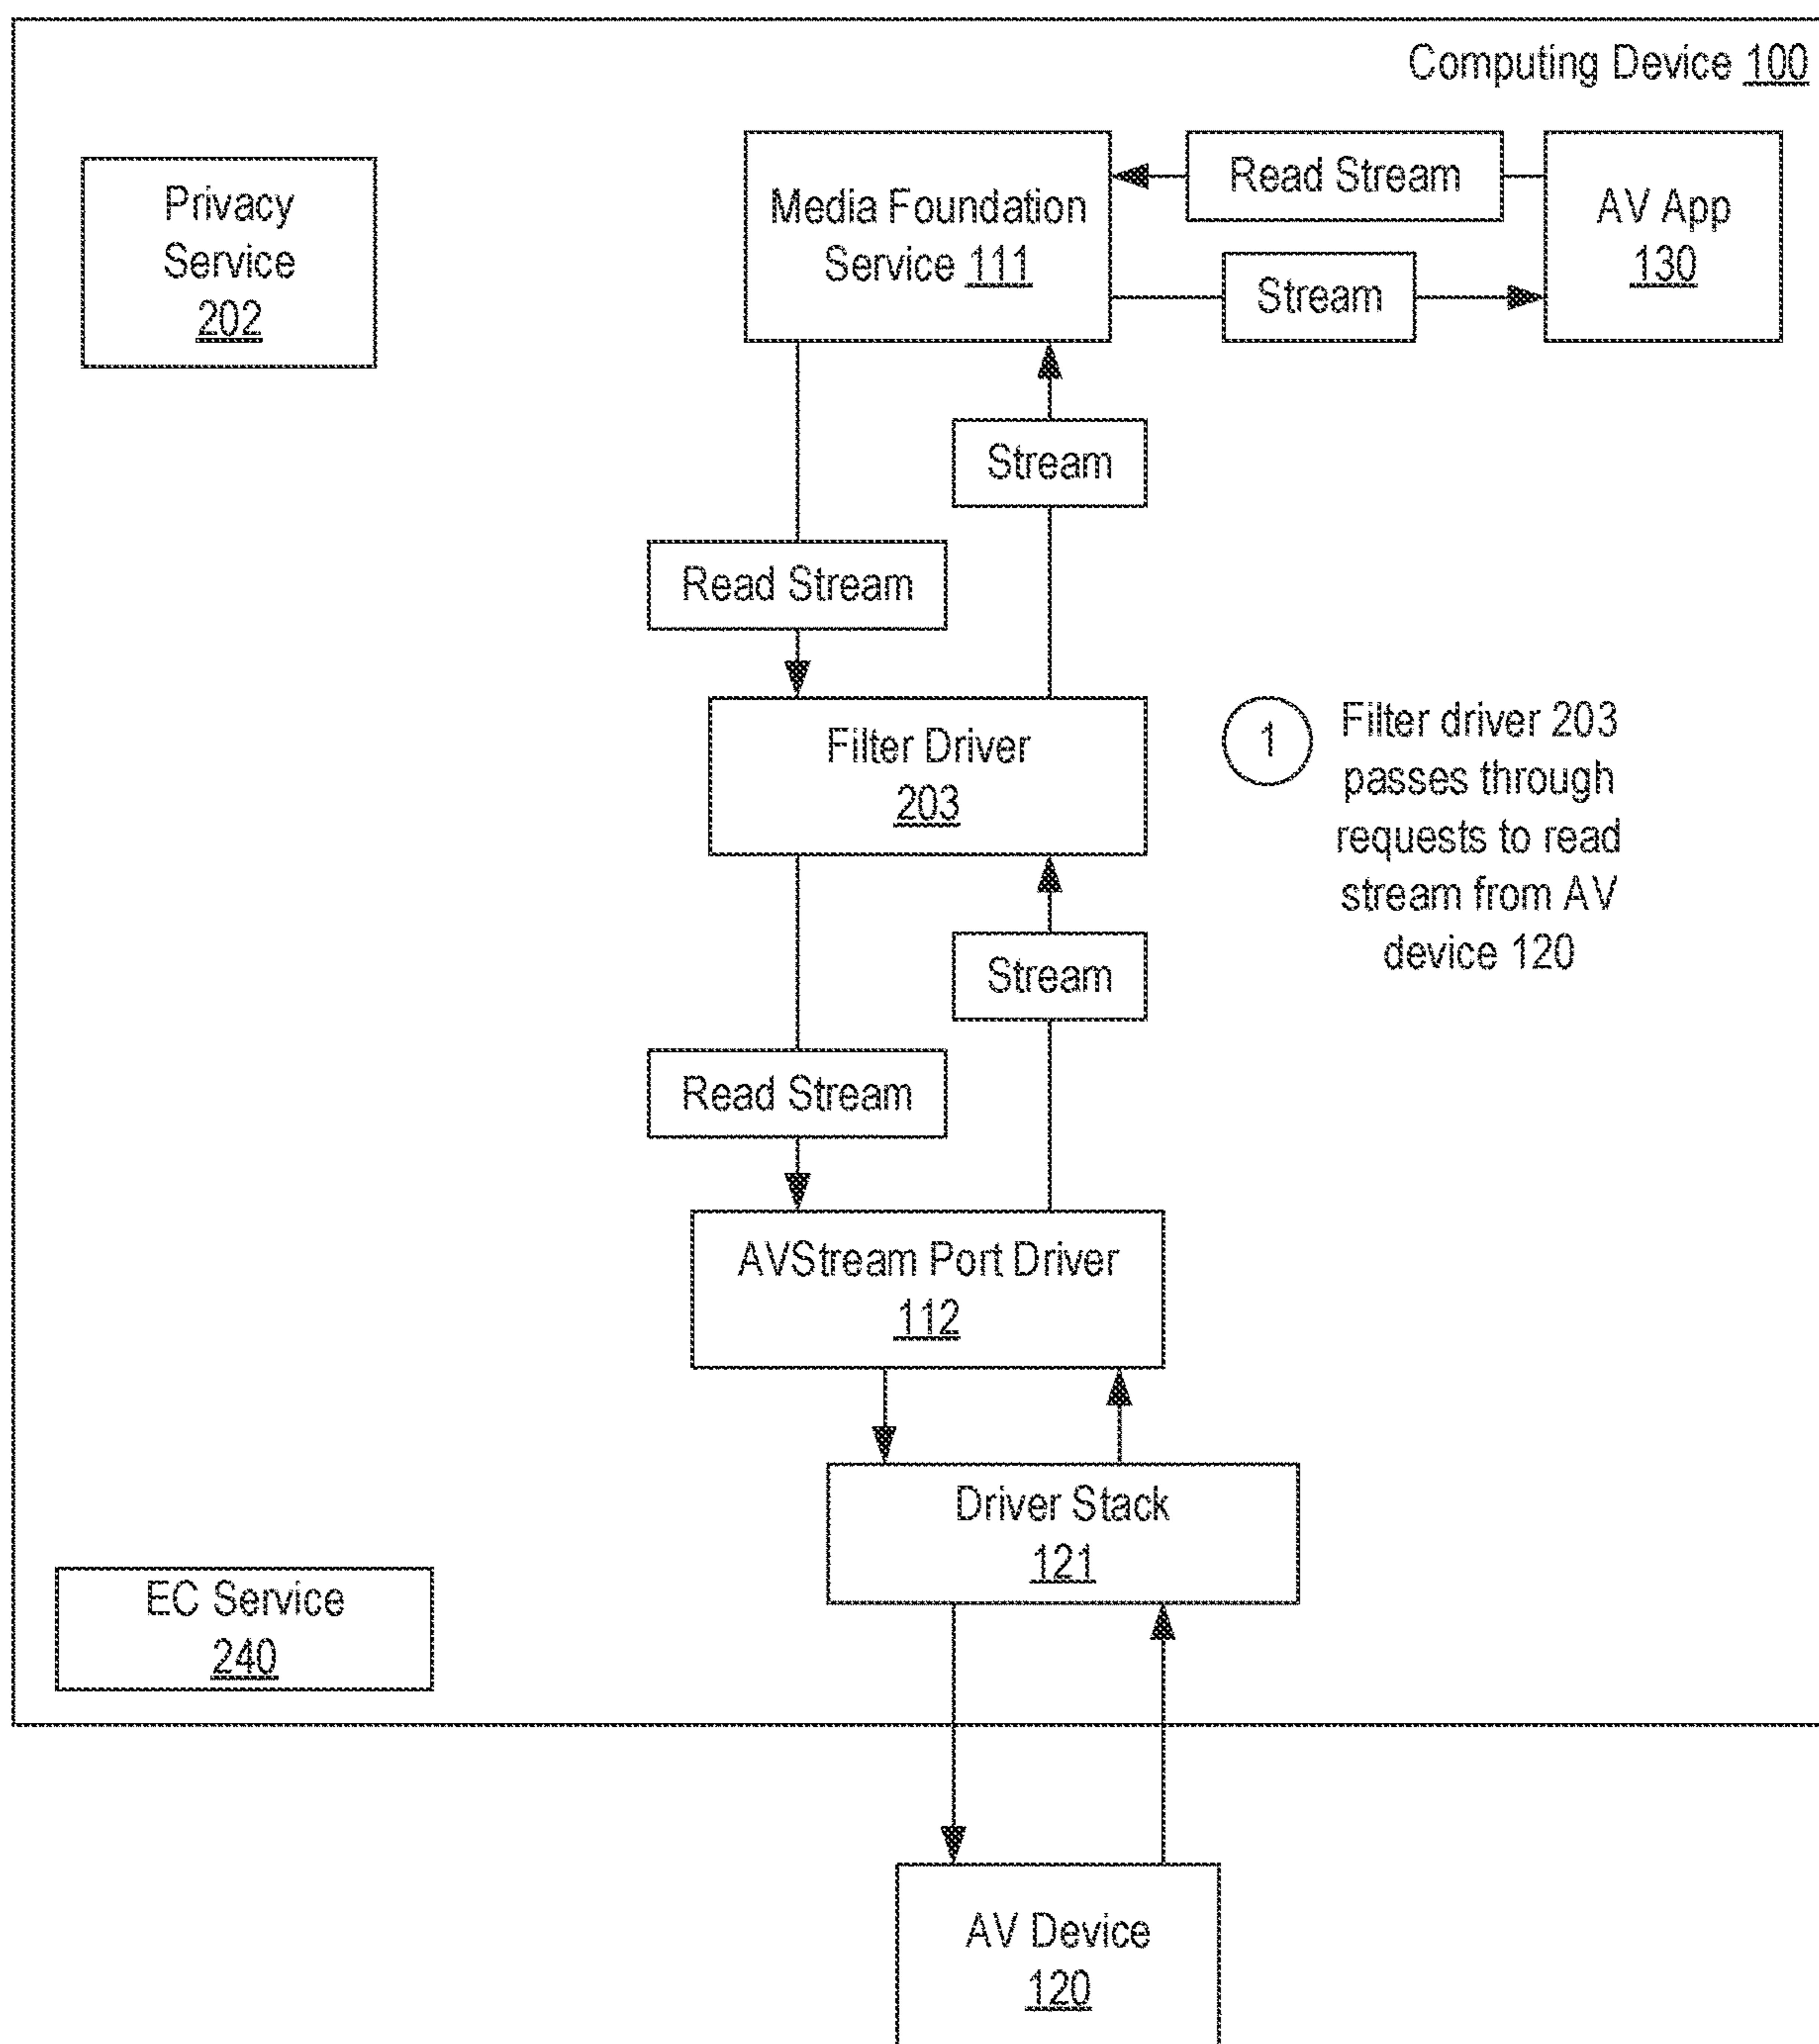 Computing Device 100
Privacy
Service
202
Media Foundation
Service 111
Read Stream
Stream
AV App
130
Stream
Read Stream
Filter Driver
203
1
Filter driver 203
passes through
requests to read
stream from AV
device 120
Stream
Read Stream
AVStream Port Driver
112
Driver Stack
121
EC Service
240
AV Device
120